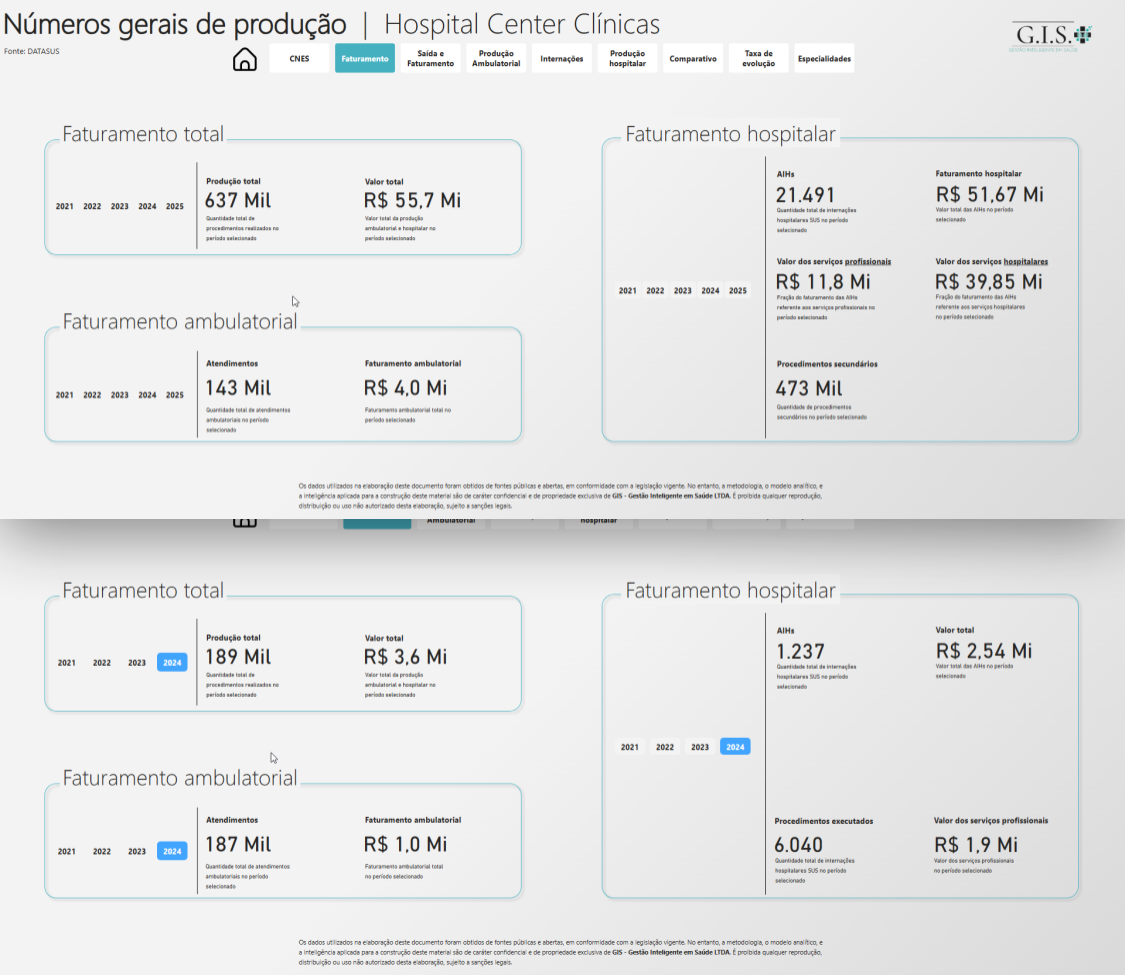 Números gerais de produção | Hospital Center Clínicas
Fonte: DATASUS
G.I.S.
GESTÃO INTELIGENTE EM SAÚDE
CNES
Faturamento
Saída e
Faturamento
Produção
Ambulatorial
Internações
Produção
hospitalar
Comparativo
Taxa de
evolução
Especialidades
Faturamento total
2021 2022 2023 2024 2025
Produção total
637 Mil
Quantidade total de
procedimentos realizados no
período selecionado
Valor total
R$ 55,7 Mi
Valor total da produção
ambulatorial e hospitalar no
período selecionado
Faturamento ambulatorial
2021 2022 2023 2024 2025
Atendimentos
143 Mil
Quantidade total de atendimentos
ambulatoriais no período
selecionado
Faturamento ambulatorial
R$ 4,0 Mi
Faturamento ambulatorial total no
período selecionado
Faturamento hospitalar
2021 2022 2023 2024 2025
AIHs
21.491
Quantidade total de internações
hospitalares SUS no período
selecionado
Faturamento hospitalar
R$ 51,67 Mi
Valor total das AIHs no período
selecionado
Valor dos serviços profissionais
R$ 11,8 Mi
Fração do faturamento das AIHs
referente aos serviços profissionais no
período selecionado
Valor dos serviços hospitalares
R$ 39,85 Mi
Fração do faturamento das AIHs
referente aos serviços hospitalares
no período selecionado
Procedimentos secundários
473 Mil
Quantidade de procedimentos
secundários no período selecionado
Os dados utilizados na elaboração deste documento foram obtidos de fontes públicas e abertas, em conformidade com a legislação vigente. No entanto, a metodologia, o modelo analítico, e
a inteligência aplicada para a construção deste material são de caráter confidencial e de propriedade exclusiva de GIS - Gestão Inteligente em Saúde LTDA. É proibida qualquer reprodução,
distribuição ou uso não autorizado desta elaboração, sujeito a sanções legais.
Ambulatorial
hospitalar
Faturamento total
2021 2022 2023 2024
Produção total
189 Mil
Quantidade total de
procedimentos realizados no
período selecionado
Valor total
R$ 3,6 Mi
Valor total da produção
ambulatorial e hospitalar no
período selecionado
Faturamento ambulatorial
2021 2022 2023 2024
Atendimentos
187 Mil
Quantidade total de atendimentos
ambulatoriais no período
selecionado
Faturamento ambulatorial
R$ 1,0 Mi
Faturamento ambulatorial total
no período selecionado
Faturamento hospitalar
2021 2022 2023 2024
AIHs
1.237
Quantidade total de internações
hospitalares SUS no período
selecionado
Valor total
R$ 2,54 Mi
Valor total das AIHs no período
selecionado
Procedimentos executados
6.040
Quantidade total de internações
hospitalares SUS no período
selecionado
Valor dos serviços profissionais
R$ 1,9 Mi
Valor dos serviços profissionais
no período selecionado
Os dados utilizados na elaboração deste documento foram obtidos de fontes públicas e abertas, em conformidade com a legislação vigente. No entanto, a metodologia, o modelo analítico, e
a inteligência aplicada para a construção deste material são de caráter confidencial e de propriedade exclusiva de GIS - Gestão Inteligente em Saúde LTDA. É proibida qualquer reprodução,
distribuição ou uso não autorizado desta elaboração, sujeito a sanções legais.